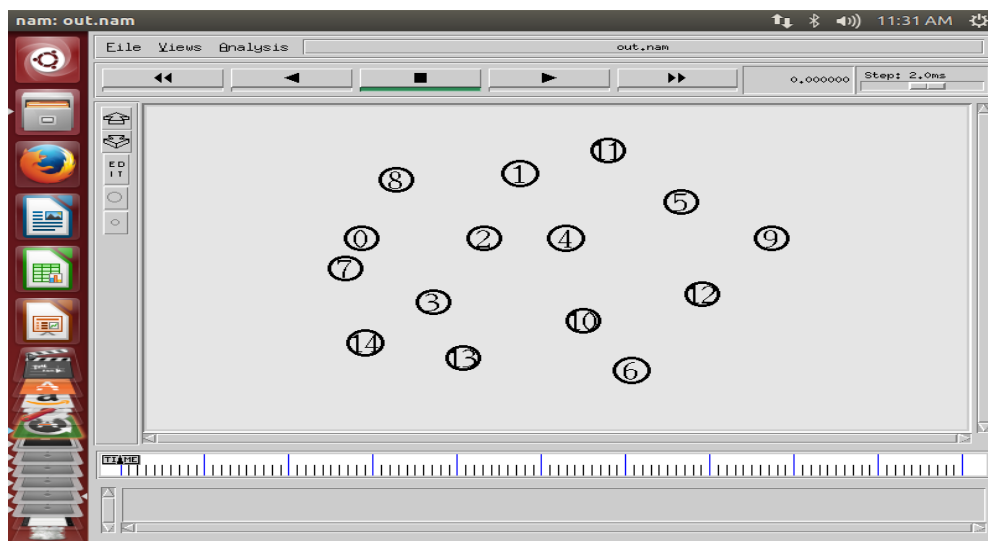 nam: out.nam
11:31 AM
File Views Analysis
out.nam
0.000000
Step: 2.0ms
ED
IT
11
1
8
5
0
2
4
9
7
12
3
10
14
13
6
TIME